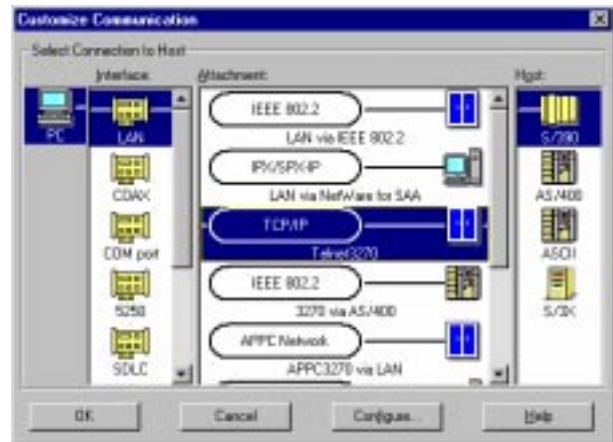 Customize Communication
Select Connection to Host
Interface: Attachment: Host:
PC
LAN
COAX
COM port
5250
SDLC
IEEE 802.2
LAN via IEEE 802.2
IPX/SPX-IP
LAN via NetWare for SAA
TCP/IP
Telnet3270
IEEE 802.2
3270 via AS/400
APPC Network
APPC3270 via LAN
S/390
AS/400
ASCII
S/3X
OK Cancel Configure... Help